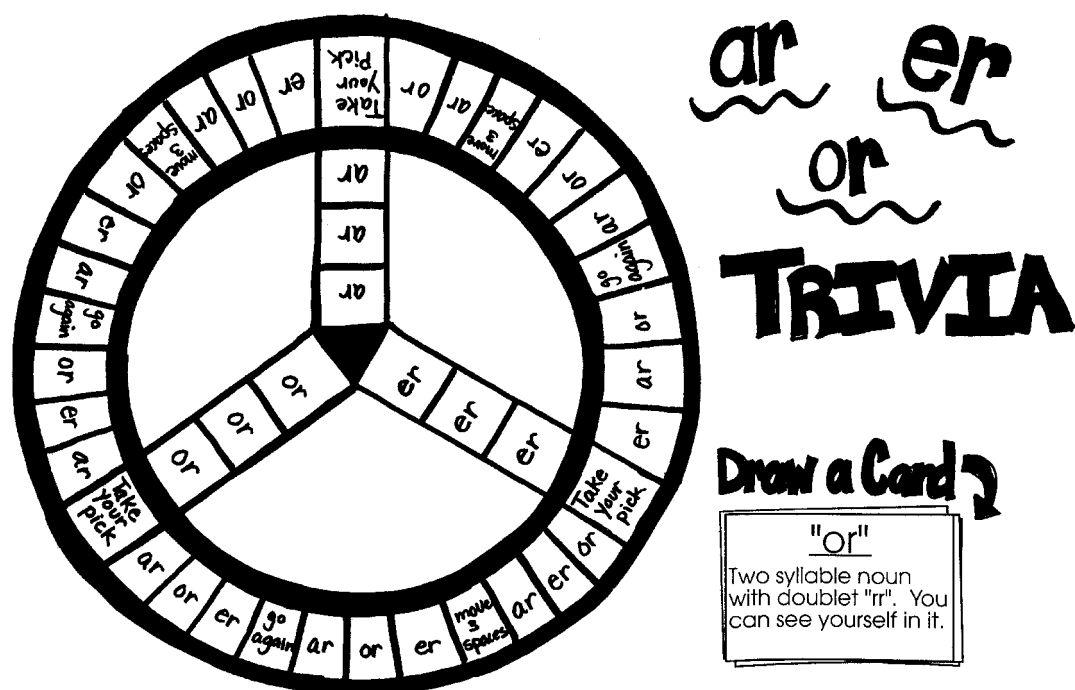 ar er
or
TRIVIA
Take
Your
Pick
or
ar
move
3
space
er
or
ar
go
again
or
ar
er
Take
Your
pick
or
er
ar
move
3
spaces
er
or
ar
go
again
er
or
ar
Take
your
pick
ar
er
or
go
again
ar
er
or
move
3
space
ar
or
er
ar
ar
ar
er
er
er
or
or
or
Draw a Card
"or"
Two syllable noun
with doublet "rr". You
can see yourself in it.